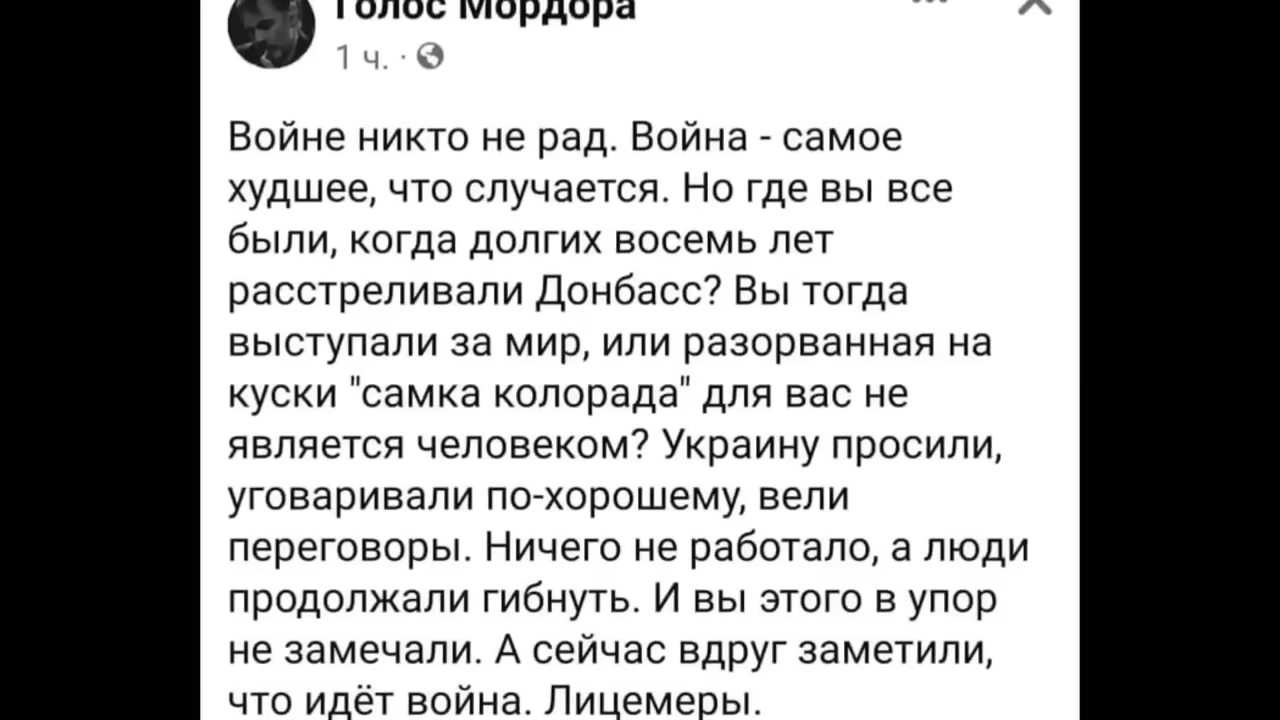 Голос Мордора
1 ч. ·
Войне никто не рад. Война - самое
худшее, что случается. Но где вы все
были, когда долгих восемь лет
расстреливали Донбасс? Вы тогда
выступали за мир, или разорванная на
куски "самка колорада" для вас не
является человеком? Украину просили,
уговаривали по-хорошему, вели
переговоры. Ничего не работало, а люди
продолжали гибнуть. И вы этого в упор
не замечали. А сейчас вдруг заметили,
что идёт война. Лицемеры.